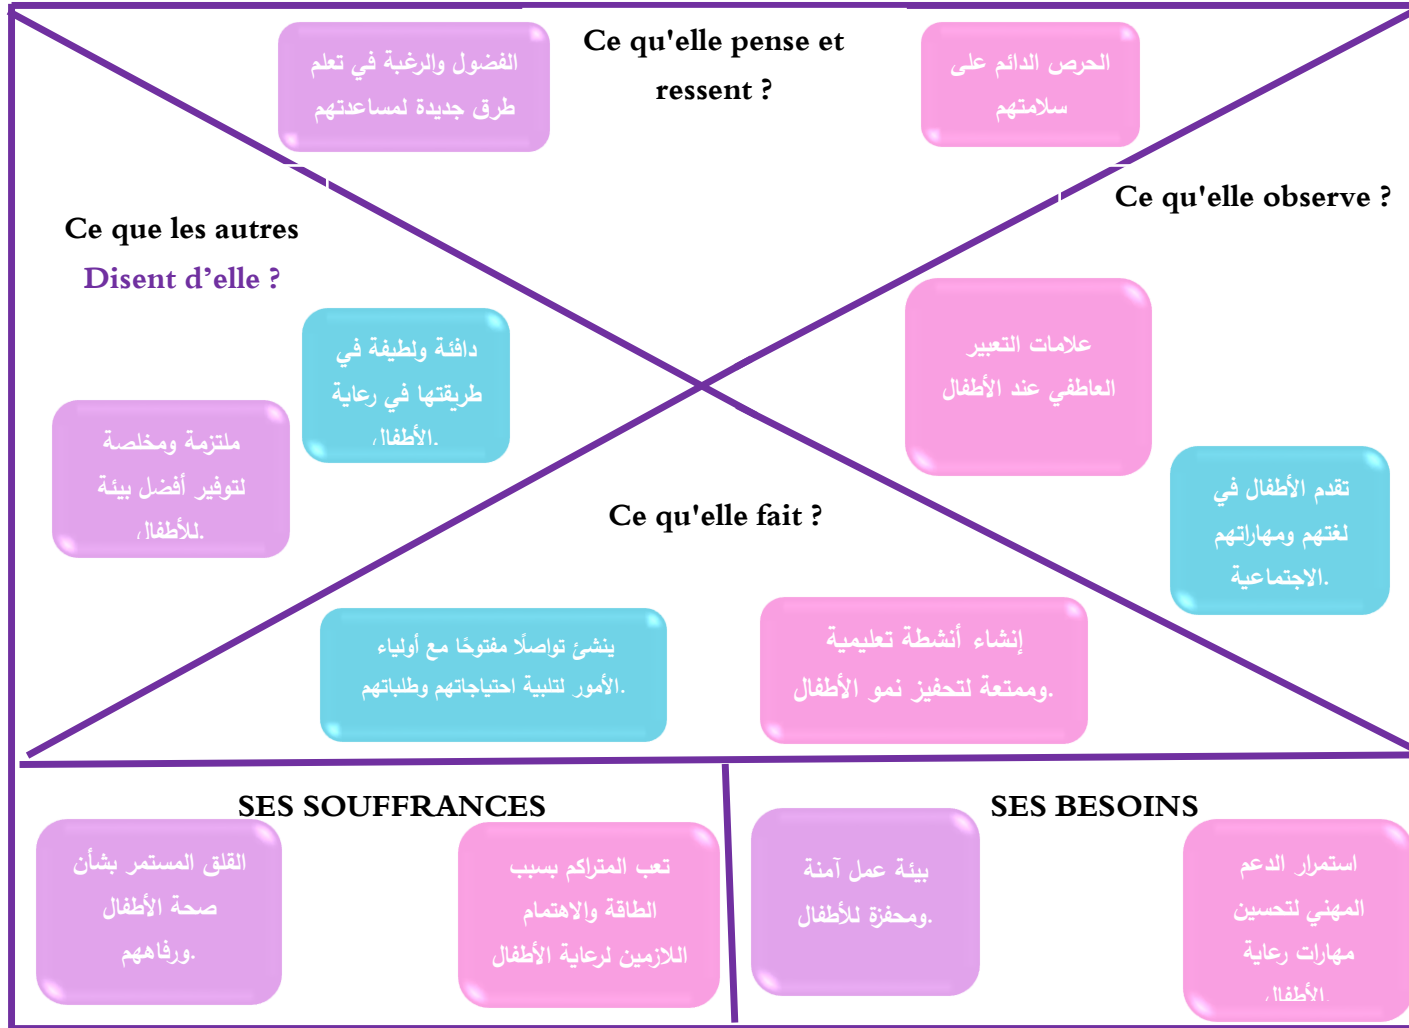 Ce qu'elle pense et
ressent ?
الفضول والرغبة في تعلم
طرق جديدة لمساعدتهم
الحرص الدائم على
سلامتهم
Ce que les autres
Disent d’elle ?
دافئة ولطيفة في
طريقتها في رعاية
الأطفال.
ملتزمة ومخلصة
لتوفير أفضل بيئة
للأطفال.
Ce qu'elle observe ?
علامات التعبير
العاطفي عند الأطفال
تقدم الأطفال في
لغتهم ومهاراتهم
الاجتماعية.
Ce qu'elle fait ?
ينشئ تواصلًا مفتوحًا مع أولياء
الأمور لتلبية احتياجاتهم وطلباتهم.
إنشاء أنشطة تعليمية
وممتعة لتحفيز نمو الأطفال.
SES SOUFFRANCES
القلق المستمر بشأن
صحة الأطفال
ورفاههم.
تعب المتراكم بسبب
الطاقة والاهتمام
اللازمين لرعاية الأطفال
SES BESOINS
بيئة عمل آمنة
ومحفزة للأطفال.
استمرار الدعم
المهني لتحسين
مهارات رعاية
الأطفال.